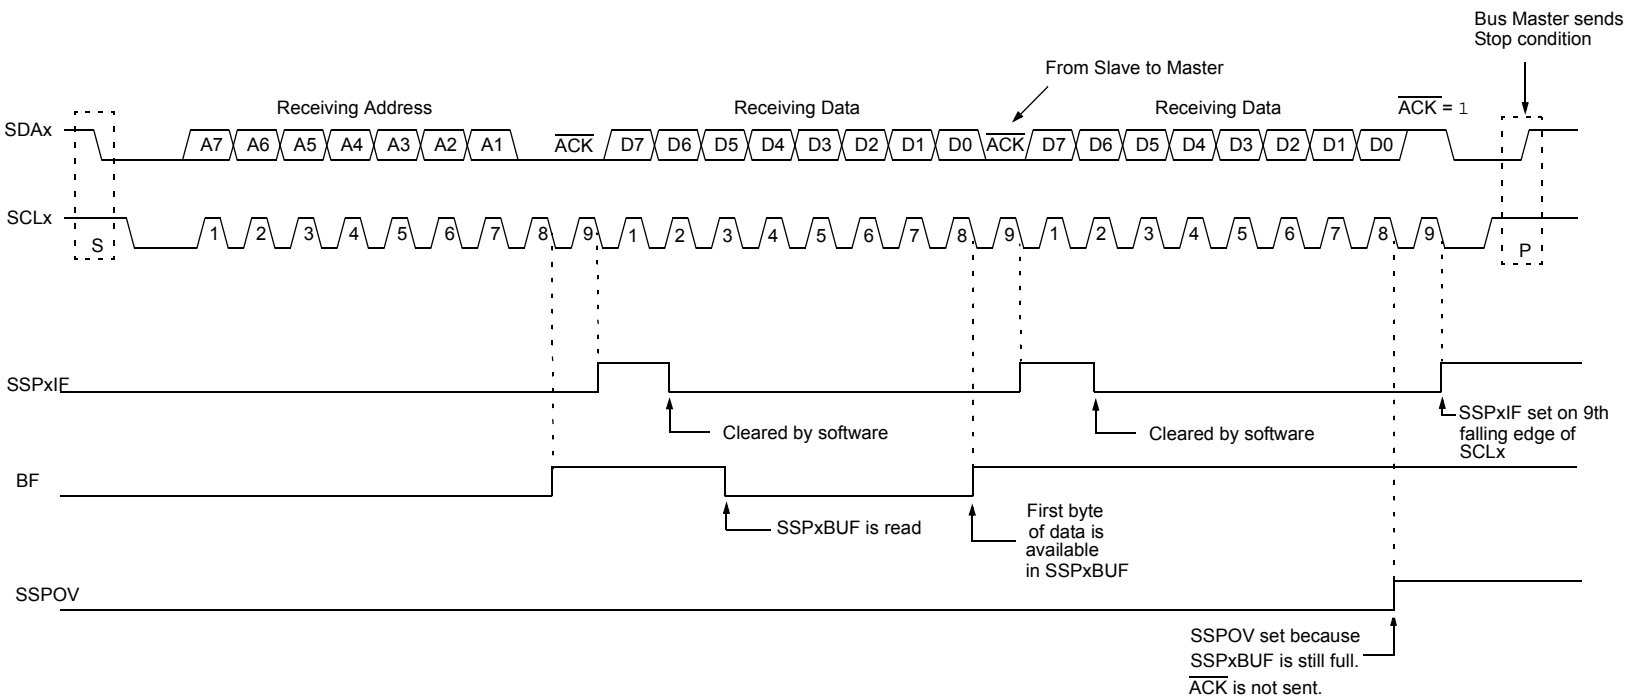 Bus Master sends
Stop condition
From Slave to Master
Receiving Address
Receiving Data
Receiving Data
ACK = 1
SDAx
A7 A6 A5 A4 A3 A2 A1 ACK D7 D6 D5 D4 D3 D2 D1 D0 ACK D7 D6 D5 D4 D3 D2 D1 D0
SCLx
S 1 2 3 4 5 6 7 8 9 1 2 3 4 5 6 7 8 9 1 2 3 4 5 6 7 8 9 P
SSPxIF
Cleared by software
Cleared by software
SSPxIF set on 9th
falling edge of
SCLx
BF
SSPxBUF is read
First byte
of data is
available
in SSPxBUF
SSPOV
SSPOV set because
SSPxBUF is still full.
ACK is not sent.